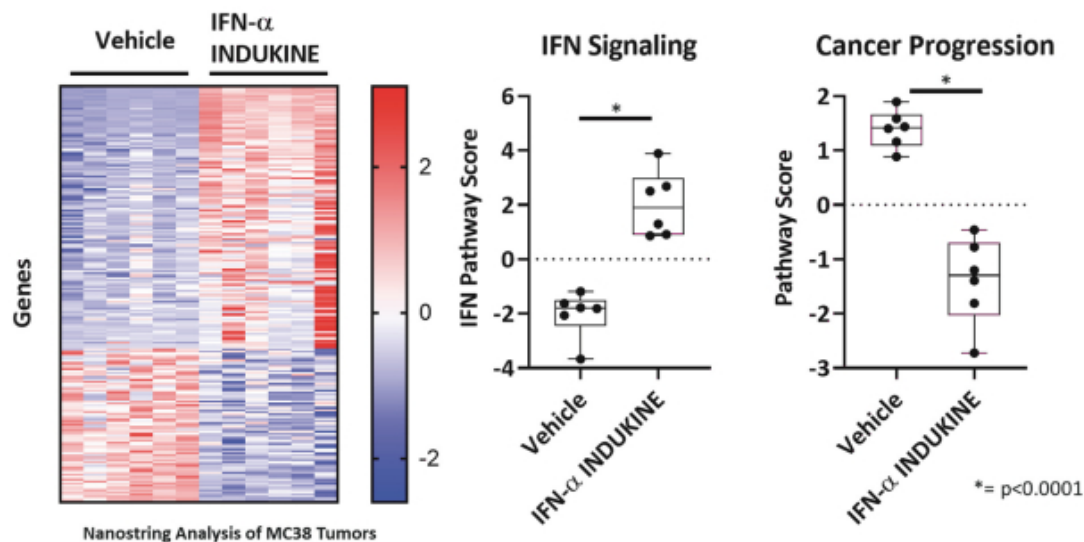 Vehicle
IFN-α
INDUKINE
Genes
2
0
-2
Nanostring Analysis of MC38 Tumors
IFN Signaling
*
IFN Pathway Score
6
4
2
0
-2
-4
Vehicle
IFN-α INDUKINE
Cancer Progression
*
Pathway Score
2
1
0
-1
-2
-3
Vehicle
IFN-α INDUKINE
*= p<0.0001